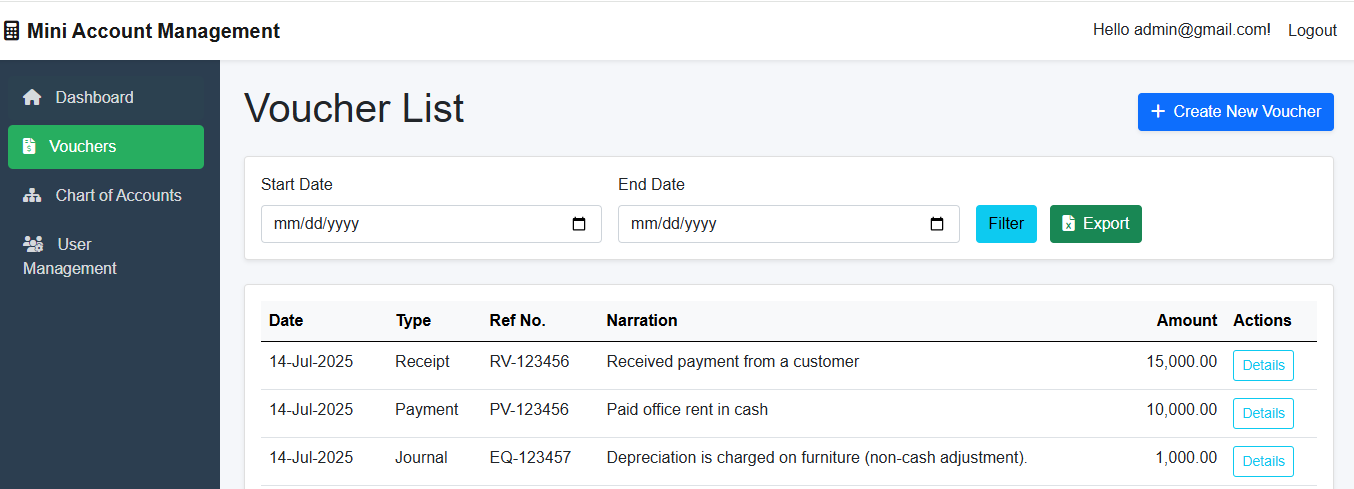 Mini Account Management
Hello admin@gmail.com! Logout
Dashboard
Vouchers
Chart of Accounts
User
Management
Voucher List
Create New Voucher
Start Date End Date
mm/dd/yyyy mm/dd/yyyy Filter Export
Date Type Ref No. Narration Amount Actions
14-Jul-2025 Receipt RV-123456 Received payment from a customer 15,000.00 Details
14-Jul-2025 Payment PV-123456 Paid office rent in cash 10,000.00 Details
14-Jul-2025 Journal EQ-123457 Depreciation is charged on furniture (non-cash adjustment). 1,000.00 Details